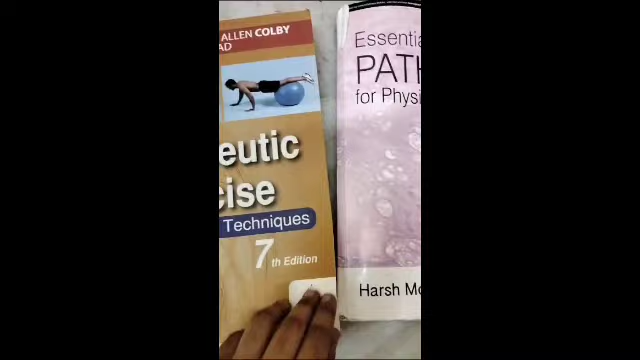 ALLEN COLBY
AD
eutic
cise
Techniques
7th Edition
Essentia
PATH
for Physi
Harsh Mo